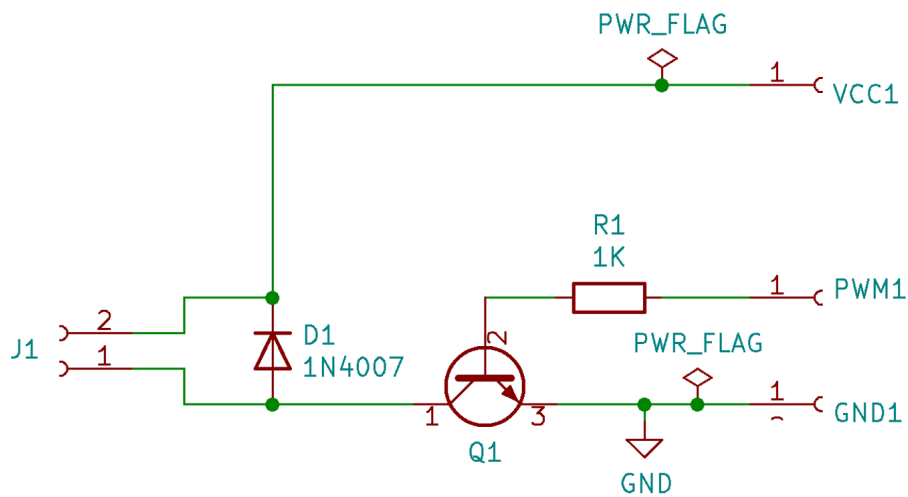 PWR_FLAG
1
VCC1
R1
1K
1
PWM1
J1
2
1
D1
1N4007
2
PWR_FLAG
1
GND1
1
3
Q1
GND